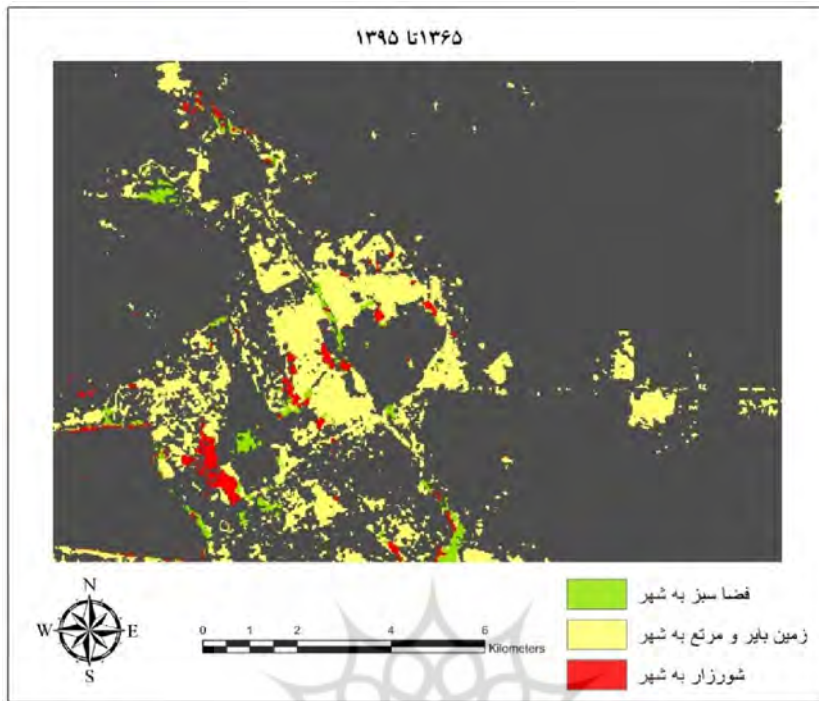 ۱۳۶۵تا ۱۳۹۵
N
W E
S
0 1 2 4 6
Kilometers
فضا سبز به شهر
زمین بایر و مرتع به شهر
شورزار به شهر